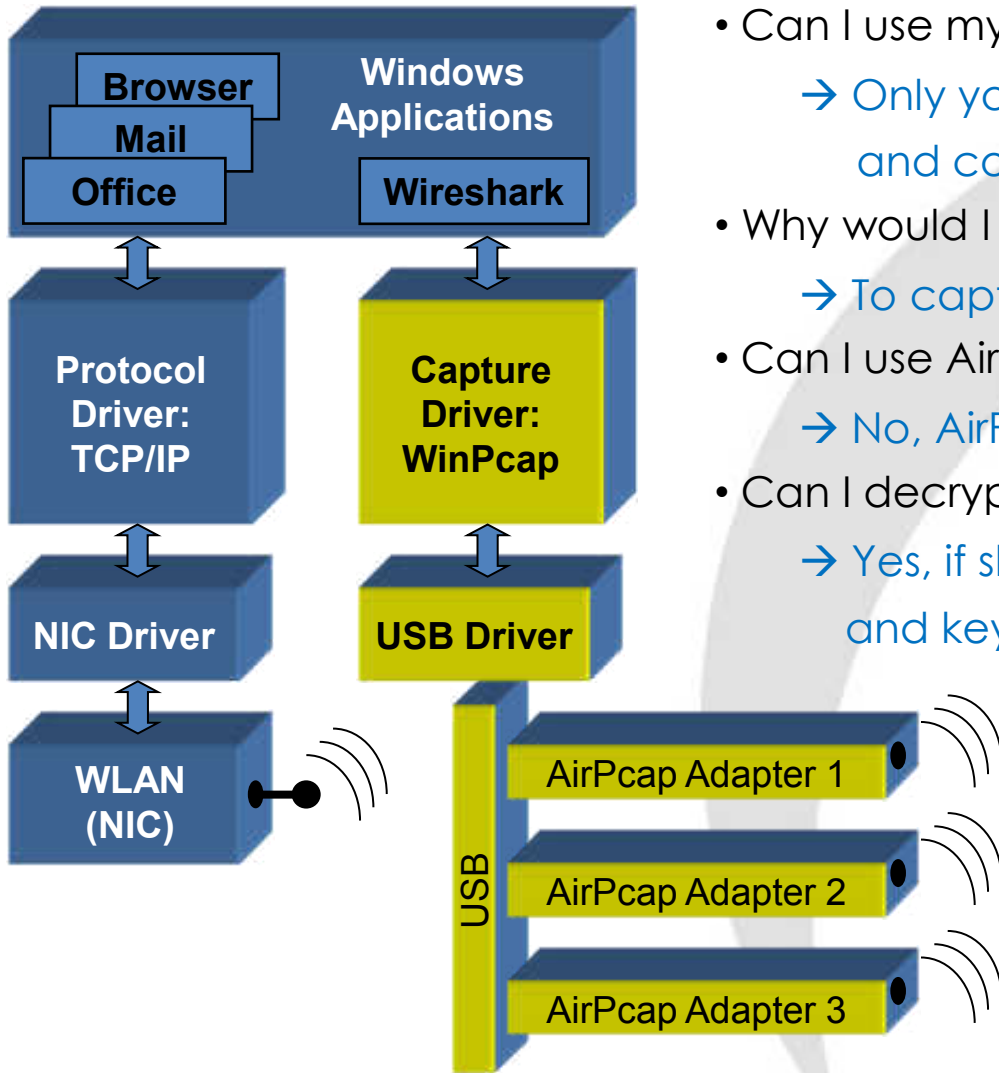 Windows
Applications
Browser
Mail
Office
Wireshark
Protocol
Driver:
TCP/IP
Capture
Driver:
WinPcap
NIC Driver
USB Driver
WLAN
(NIC)
USB
AirPcap Adapter 1
AirPcap Adapter 2
AirPcap Adapter 3
• Can I use my
→ Only yo
and co
• Why would I
→ To capt
• Can I use Air
→ No, AirP
• Can I decryp
→ Yes, if sh
and key